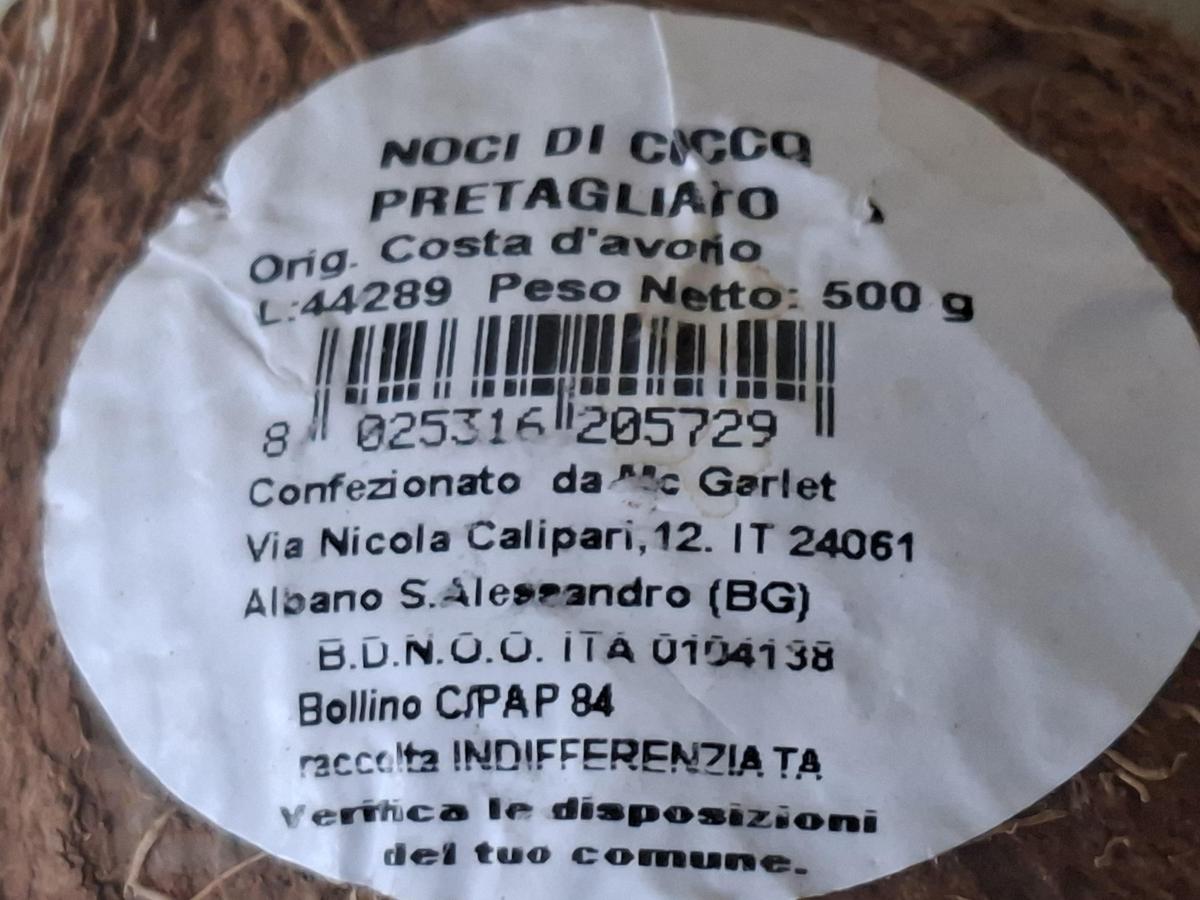 NOCI DI COCCO
PRETAGLIATO
Orig. Costa d'avorio
L:44289 Peso Netto: 500 g
8 025316 205729
Confezionato da Mc Garlet
Via Nicola Calipari,12. IT 24061
Albano S.Alessandro (BG)
B.D.N.O.O. ITA 0104138
Bollino C/PAP 84
raccolta INDIFFERENZIATA
Verifica le disposizioni
del tuo comune.